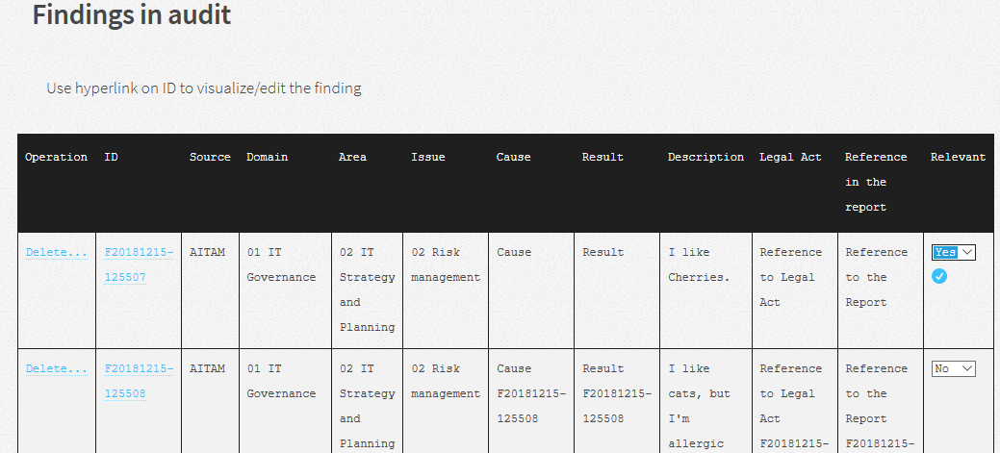 Findings in audit
Use hyperlink on ID to visualize/edit the finding
Operation ID Source Domain Area Issue Cause Result Description Legal Act Reference Relevant
in the
report
Delete... F20181215- AITAM 01 IT 02 IT 02 Risk Cause Result I like Reference Reference Yes
125507 Governance Strategy management Cherries. to Legal to the
and Act Report
Planning
Delete... F20181215- AITAM 01 IT 02 IT 02 Risk Cause Result I like Reference Reference No
125508 Governance Strategy management F20181215- F20181215- cats, but to Legal to the
and 125508 125508 I'm Act Report
Planning allergic F20181215- F20181215-